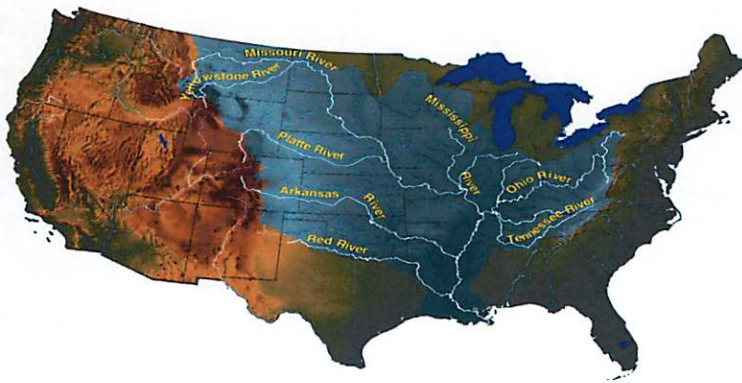 Missouri River
Yellowstone River
Mississippi River
Platte River
Ohio River
Arkansas River
Tennessee River
Red River